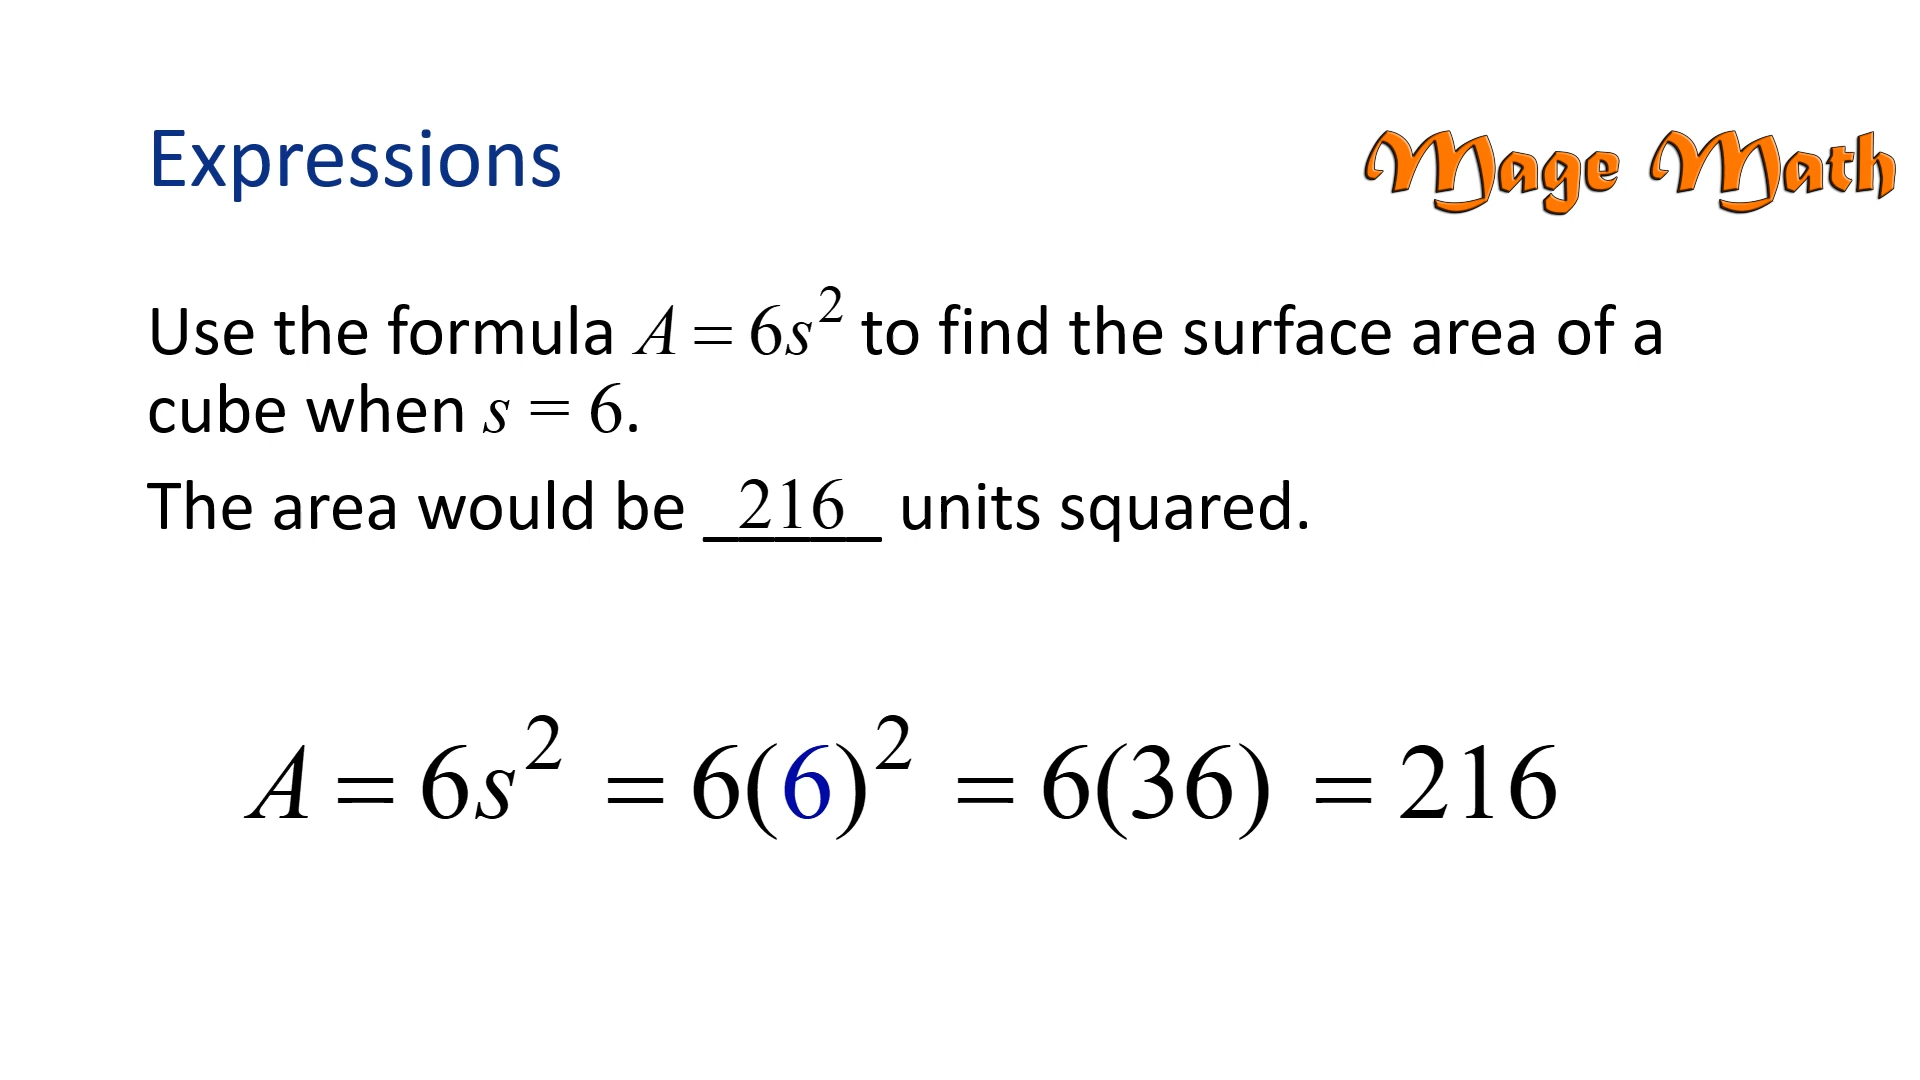 Expressions
Mage Math
Use the formula A = 6s² to find the surface area of a
cube when s = 6.
The area would be _216_ units squared.
A = 6s² = 6(6)² = 6(36) = 216